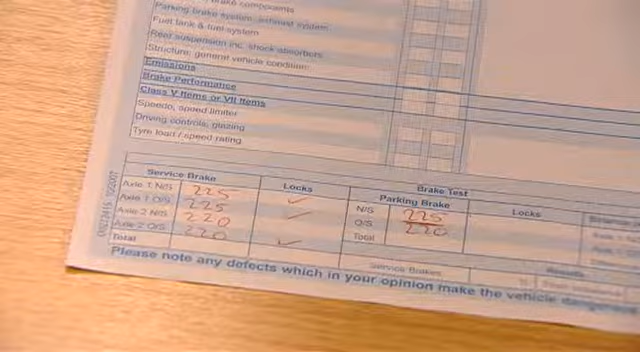 brake components
Parking brake system, exhaust system
Fuel tank & fuel system
Rear suspension inc. shock absorbers
Structure, general vehicle condition
Emissions
Brake Performance
Class V Items or VII Items
Speedo, speed limiter
Driving controls, glazing
Tyre load / speed rating
Brake Test
Service Brake Locks Parking Brake Locks
Axle 1 N/S 225 ✓ N/S 225
Axle 1 O/S 225 ✓ O/S 220
Axle 2 N/S 220 Total
Axle 2 O/S 220 ✓
Total
Service Brakes Results
Please note any defects which in your opinion make the vehicle